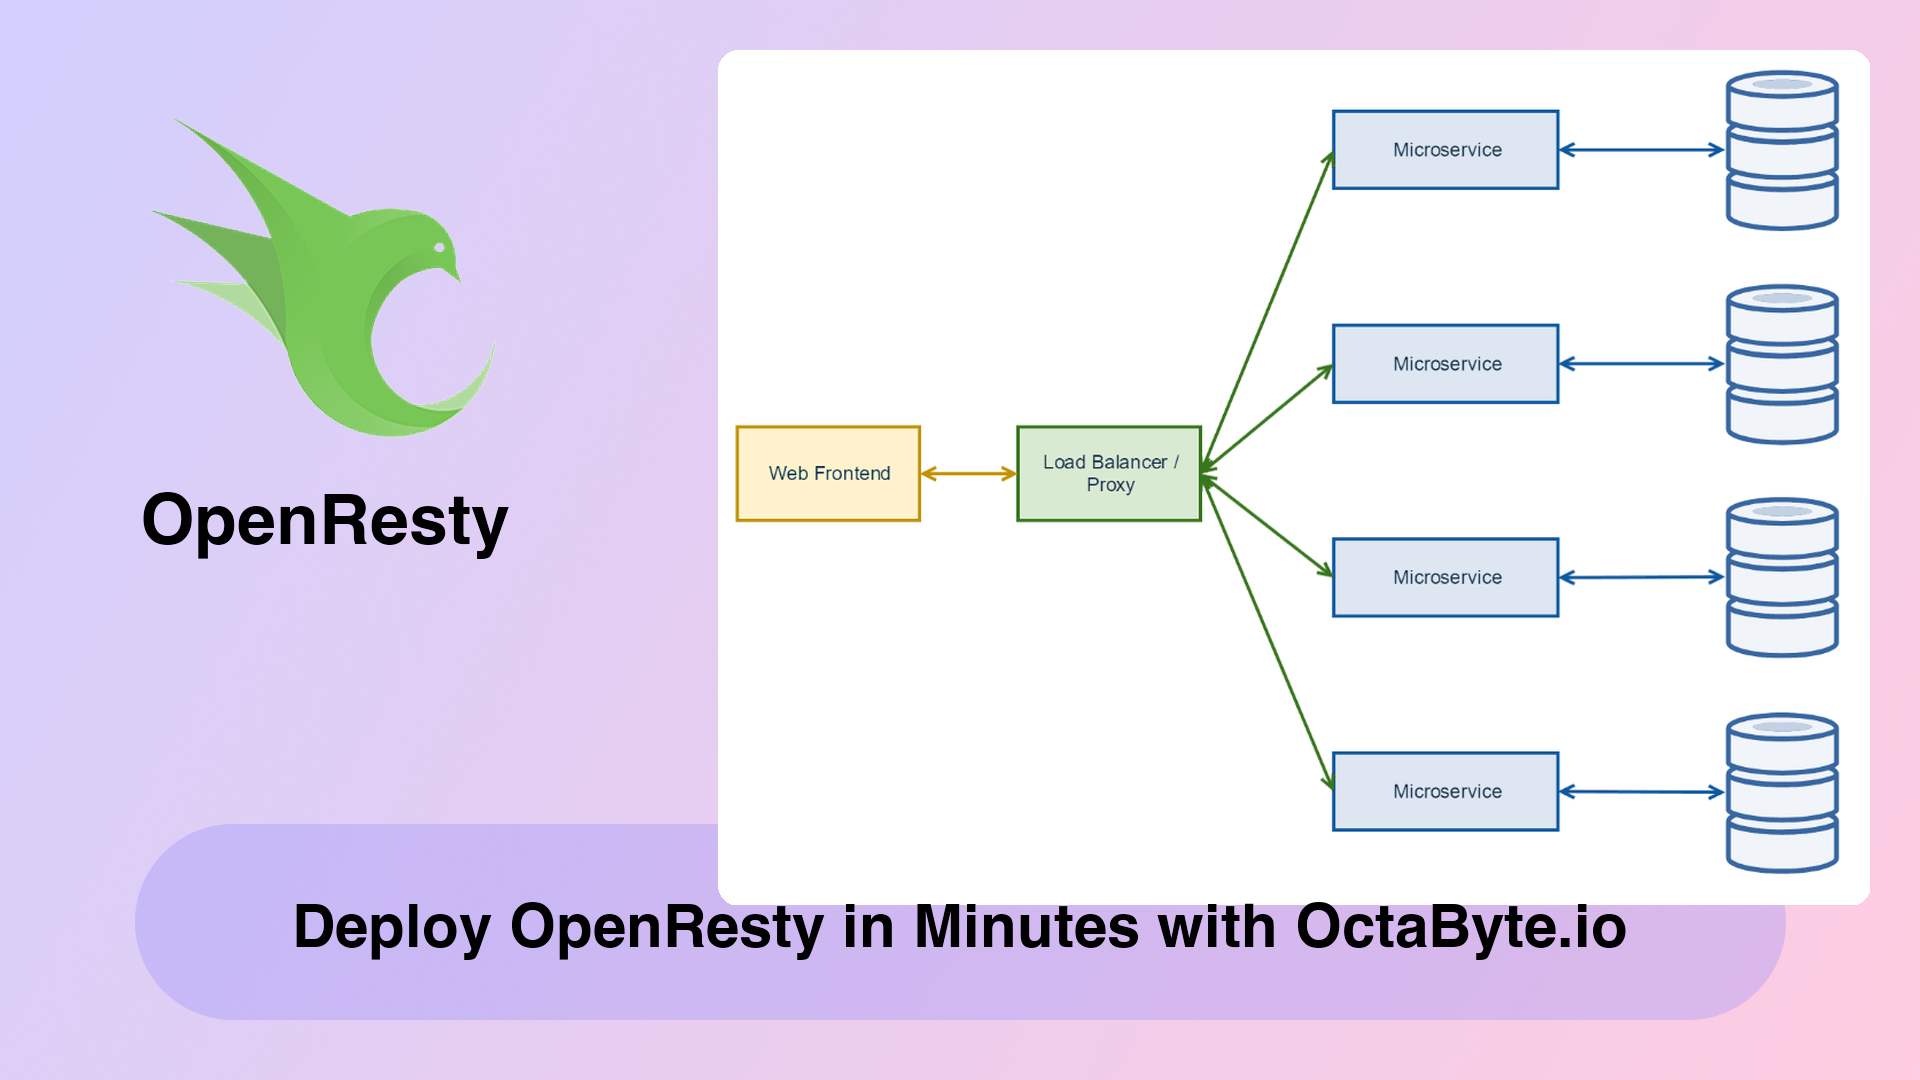 OpenResty
Web Frontend
Load Balancer /
Proxy
Microservice
Microservice
Microservice
Microservice
Deploy OpenResty in Minutes with OctaByte.io